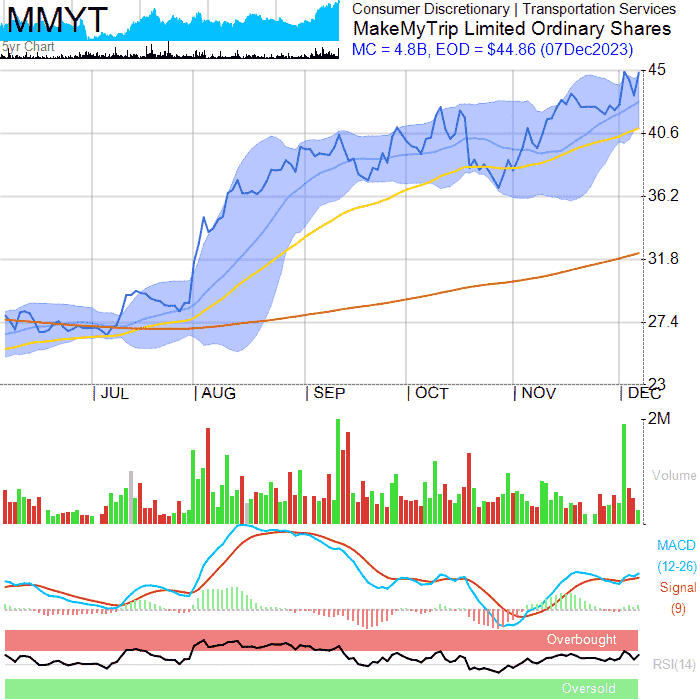 MMYT
5yr Chart
Consumer Discretionary | Transportation Services
MakeMyTrip Limited Ordinary Shares
MC = 4.8B, EOD = $44.86 (07Dec2023)
45
40.6
36.2
31.8
27.4
23
JUL AUG SEP OCT NOV DEC
2M
Volume
MACD
(12-26)
Signal
(9)
Overbought
RSI(14)
Oversold